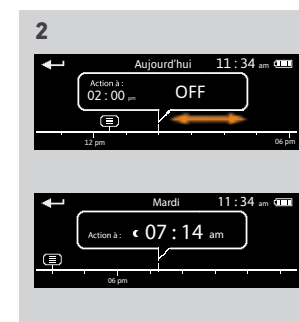 2
Aujourd'hui 11 : 34 am
Action à :
02 : 00 pm OFF
12 pm 06 pm
Mardi 11 : 34 am
Action à : 07 : 14 am
06 pm